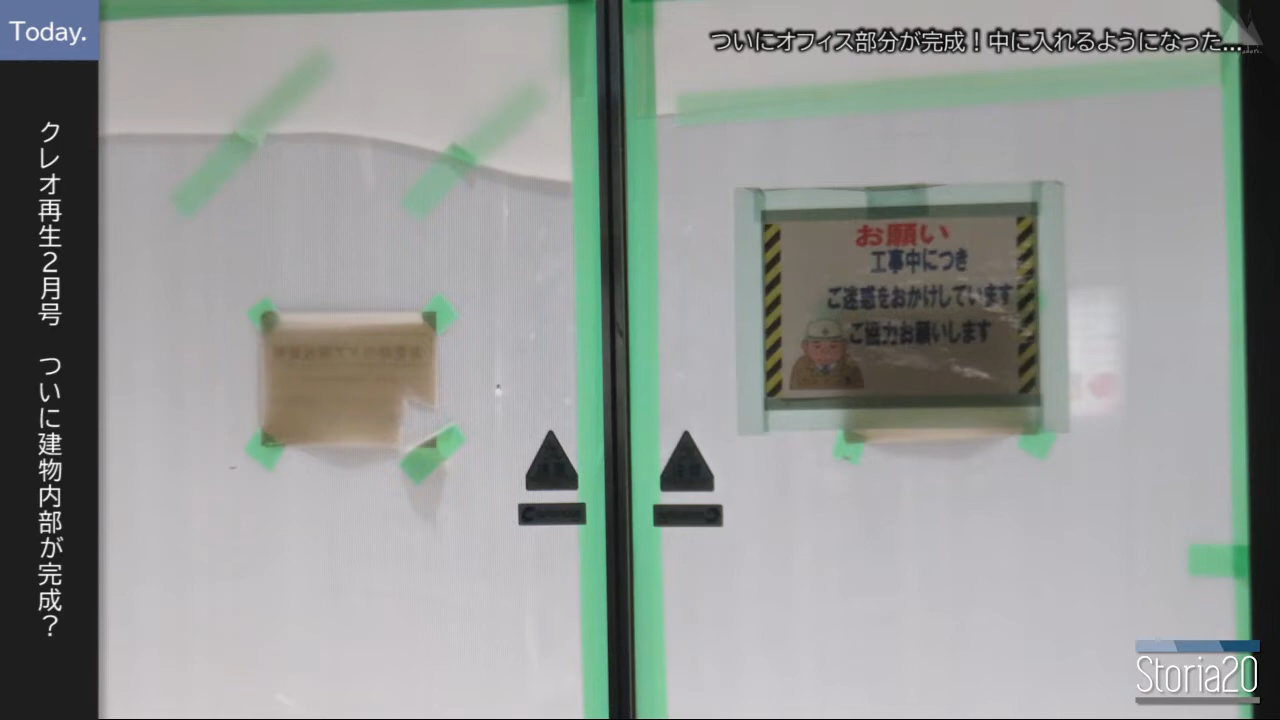 Today.
ついにオフィス部分が完成！中に入れるようになった...
クレオ再生２月号　ついに建物内部が完成？
お願い
工事中につき
ご迷惑をおかけしています
ご協力お願いします
Storia20